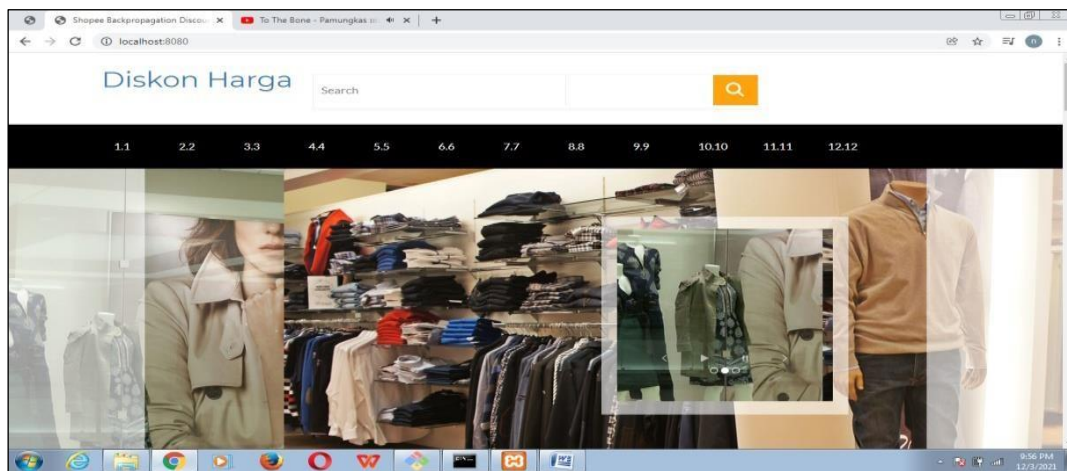 Shopee Backpropagation Discou
To The Bone - Pamungkas
localhost:8080
Diskon Harga
Search
1.1 2.2 3.3 4.4 5.5 6.6 7.7 8.8 9.9 10.10 11.11 12.12
9:56 PM
12/3/2021